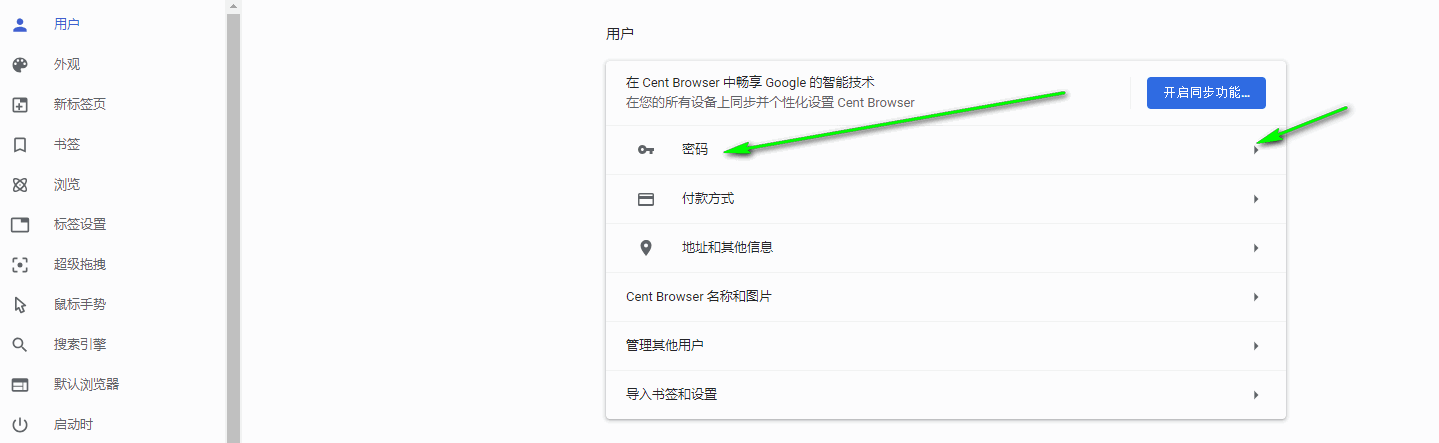 用户
外观
新标签页
书签
浏览
标签设置
超级拖拽
鼠标手势
搜索引擎
默认浏览器
启动时
用户
在 Cent Browser 中畅享 Google 的智能技术
在您的所有设备上同步并个性化设置 Cent Browser
开启同步功能...
密码
付款方式
地址和其他信息
Cent Browser 名称和图片
管理其他用户
导入书签和设置